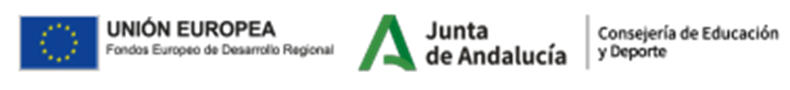 UNIÓN EUROPEA
Fondos Europeo de Desarrollo Regional
Junta
de Andalucía
Consejería de Educación
y Deporte